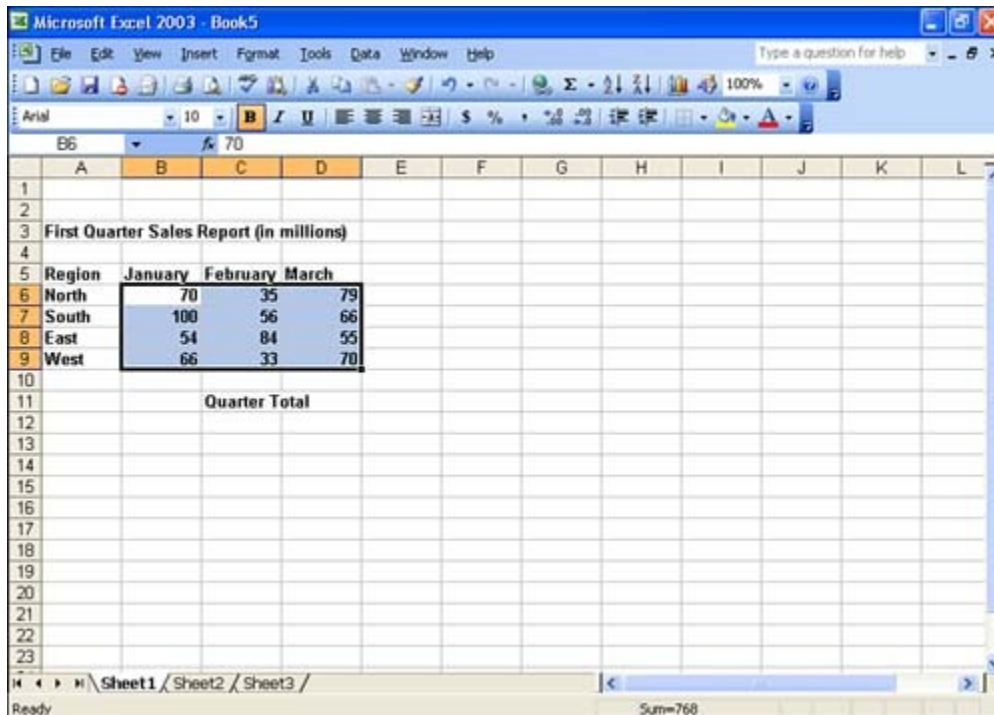 Microsoft Excel 2003 - Book5
File Edit View Insert Format Tools Data Window Help Type a question for help
100%
Arial 10 B I U $ % ,
B6 fx 70
A B C D E F G H I J K L
1
2
3 First Quarter Sales Report (in millions)
4
5 Region January February March
6 North 70 35 79
7 South 100 56 66
8 East 54 84 55
9 West 66 33 70
10
11 Quarter Total
12
13
14
15
16
17
18
19
20
21
22
23
Sheet1 / Sheet2 / Sheet3 /
Ready Sum=768